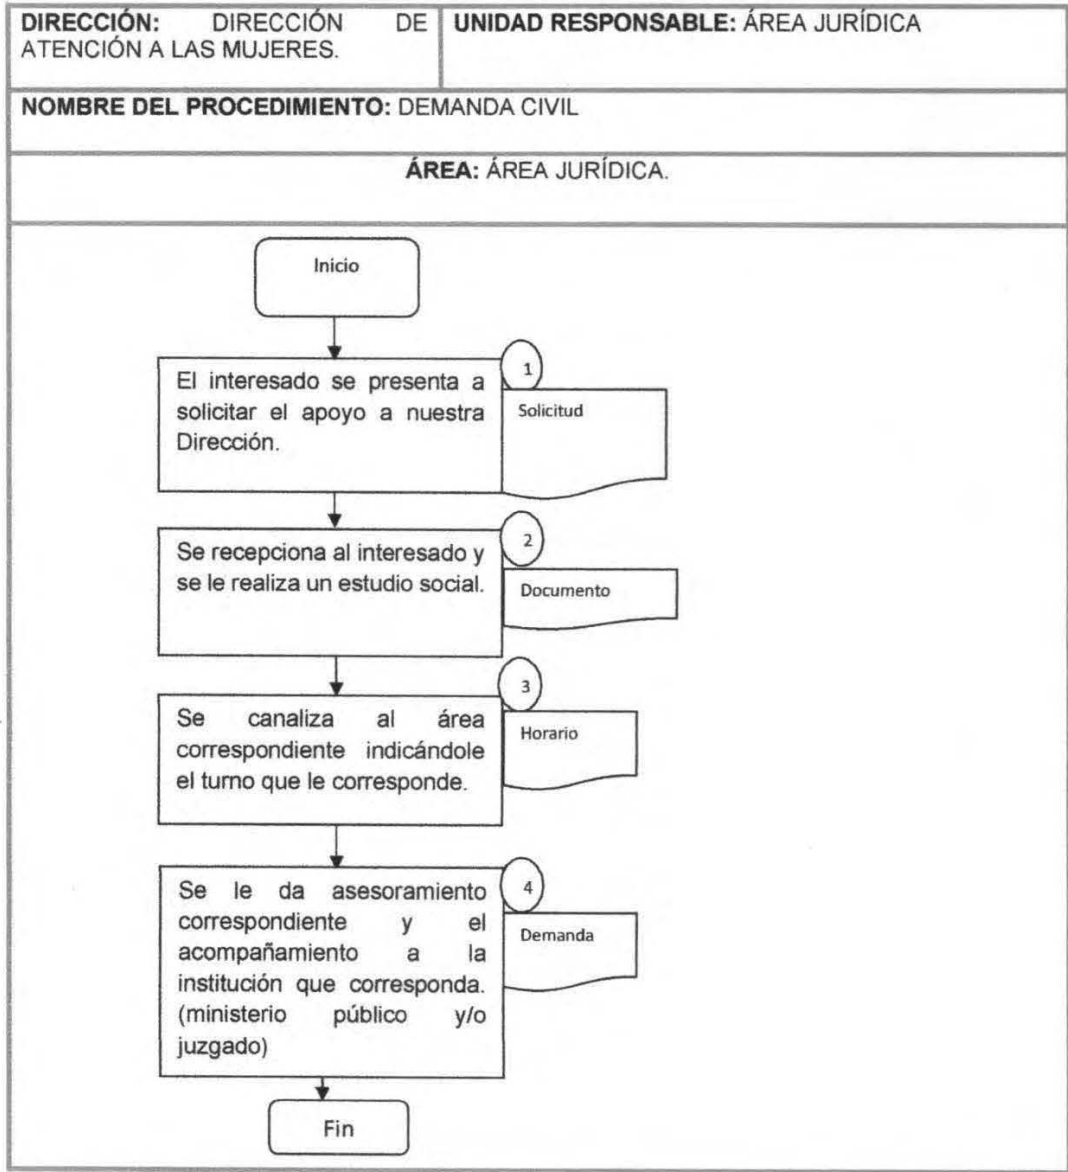 DIRECCIÓN: DIRECCIÓN DE
ATENCIÓN A LAS MUJERES.
UNIDAD RESPONSABLE: ÁREA JURÍDICA
NOMBRE DEL PROCEDIMIENTO: DEMANDA CIVIL
ÁREA: ÁREA JURÍDICA.
Inicio
1
El interesado se presenta a
solicitar el apoyo a nuestra
Dirección.
Solicitud
2
Se recepciona al interesado y
se le realiza un estudio social.
Documento
3
Se canaliza al área
correspondiente indicándole
el turno que le corresponde.
Horario
4
Se le da asesoramiento
correspondiente y el
acompañamiento a la
institución que corresponda.
(ministerio público y/o
juzgado)
Demanda
Fin